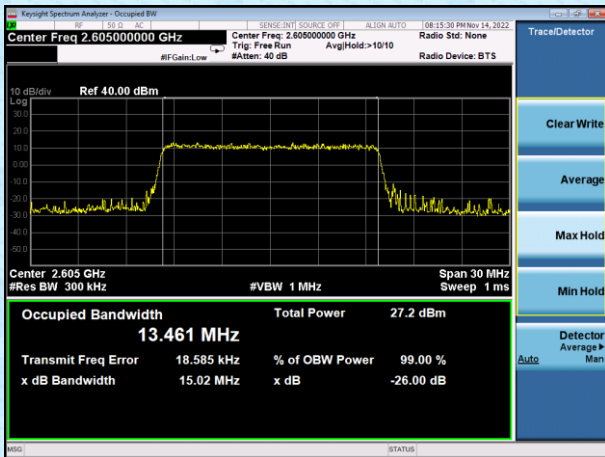 Keysight Spectrum Analyzer - Occupied BW
RF 50 Ω AC SENSE:INT SOURCE OFF ALIGN AUTO 08:15:30 PM Nov 14, 2022
Center Freq 2.605000000 GHz
Center Freq: 2.605000000 GHz
Radio Std: None
Trig: Free Run Avg|Hold:>10/10
#IFGain:Low #Atten: 40 dB Radio Device: BTS
Trace/Detector
10 dB/div Ref 40.00 dBm
Log
30.0
20.0
10.0
0.00
-10.0
-20.0
-30.0
-40.0
-50.0
Center 2.605 GHz Span 30 MHz
#Res BW 300 kHz #VBW 1 MHz Sweep 1 ms
Occupied Bandwidth Total Power 27.2 dBm
13.461 MHz
Transmit Freq Error 18.585 kHz % of OBW Power 99.00 %
x dB Bandwidth 15.02 MHz x dB -26.00 dB
Clear Write
Average
Max Hold
Min Hold
Detector
Average
Auto Man
MSG STATUS